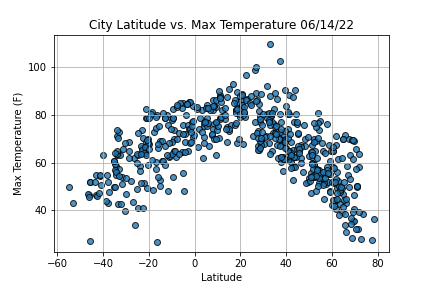 City Latitude vs. Max Temperature 06/14/22
Max Temperature (F)
100
80
60
40
−60 −40 −20 0 20 40 60 80
Latitude